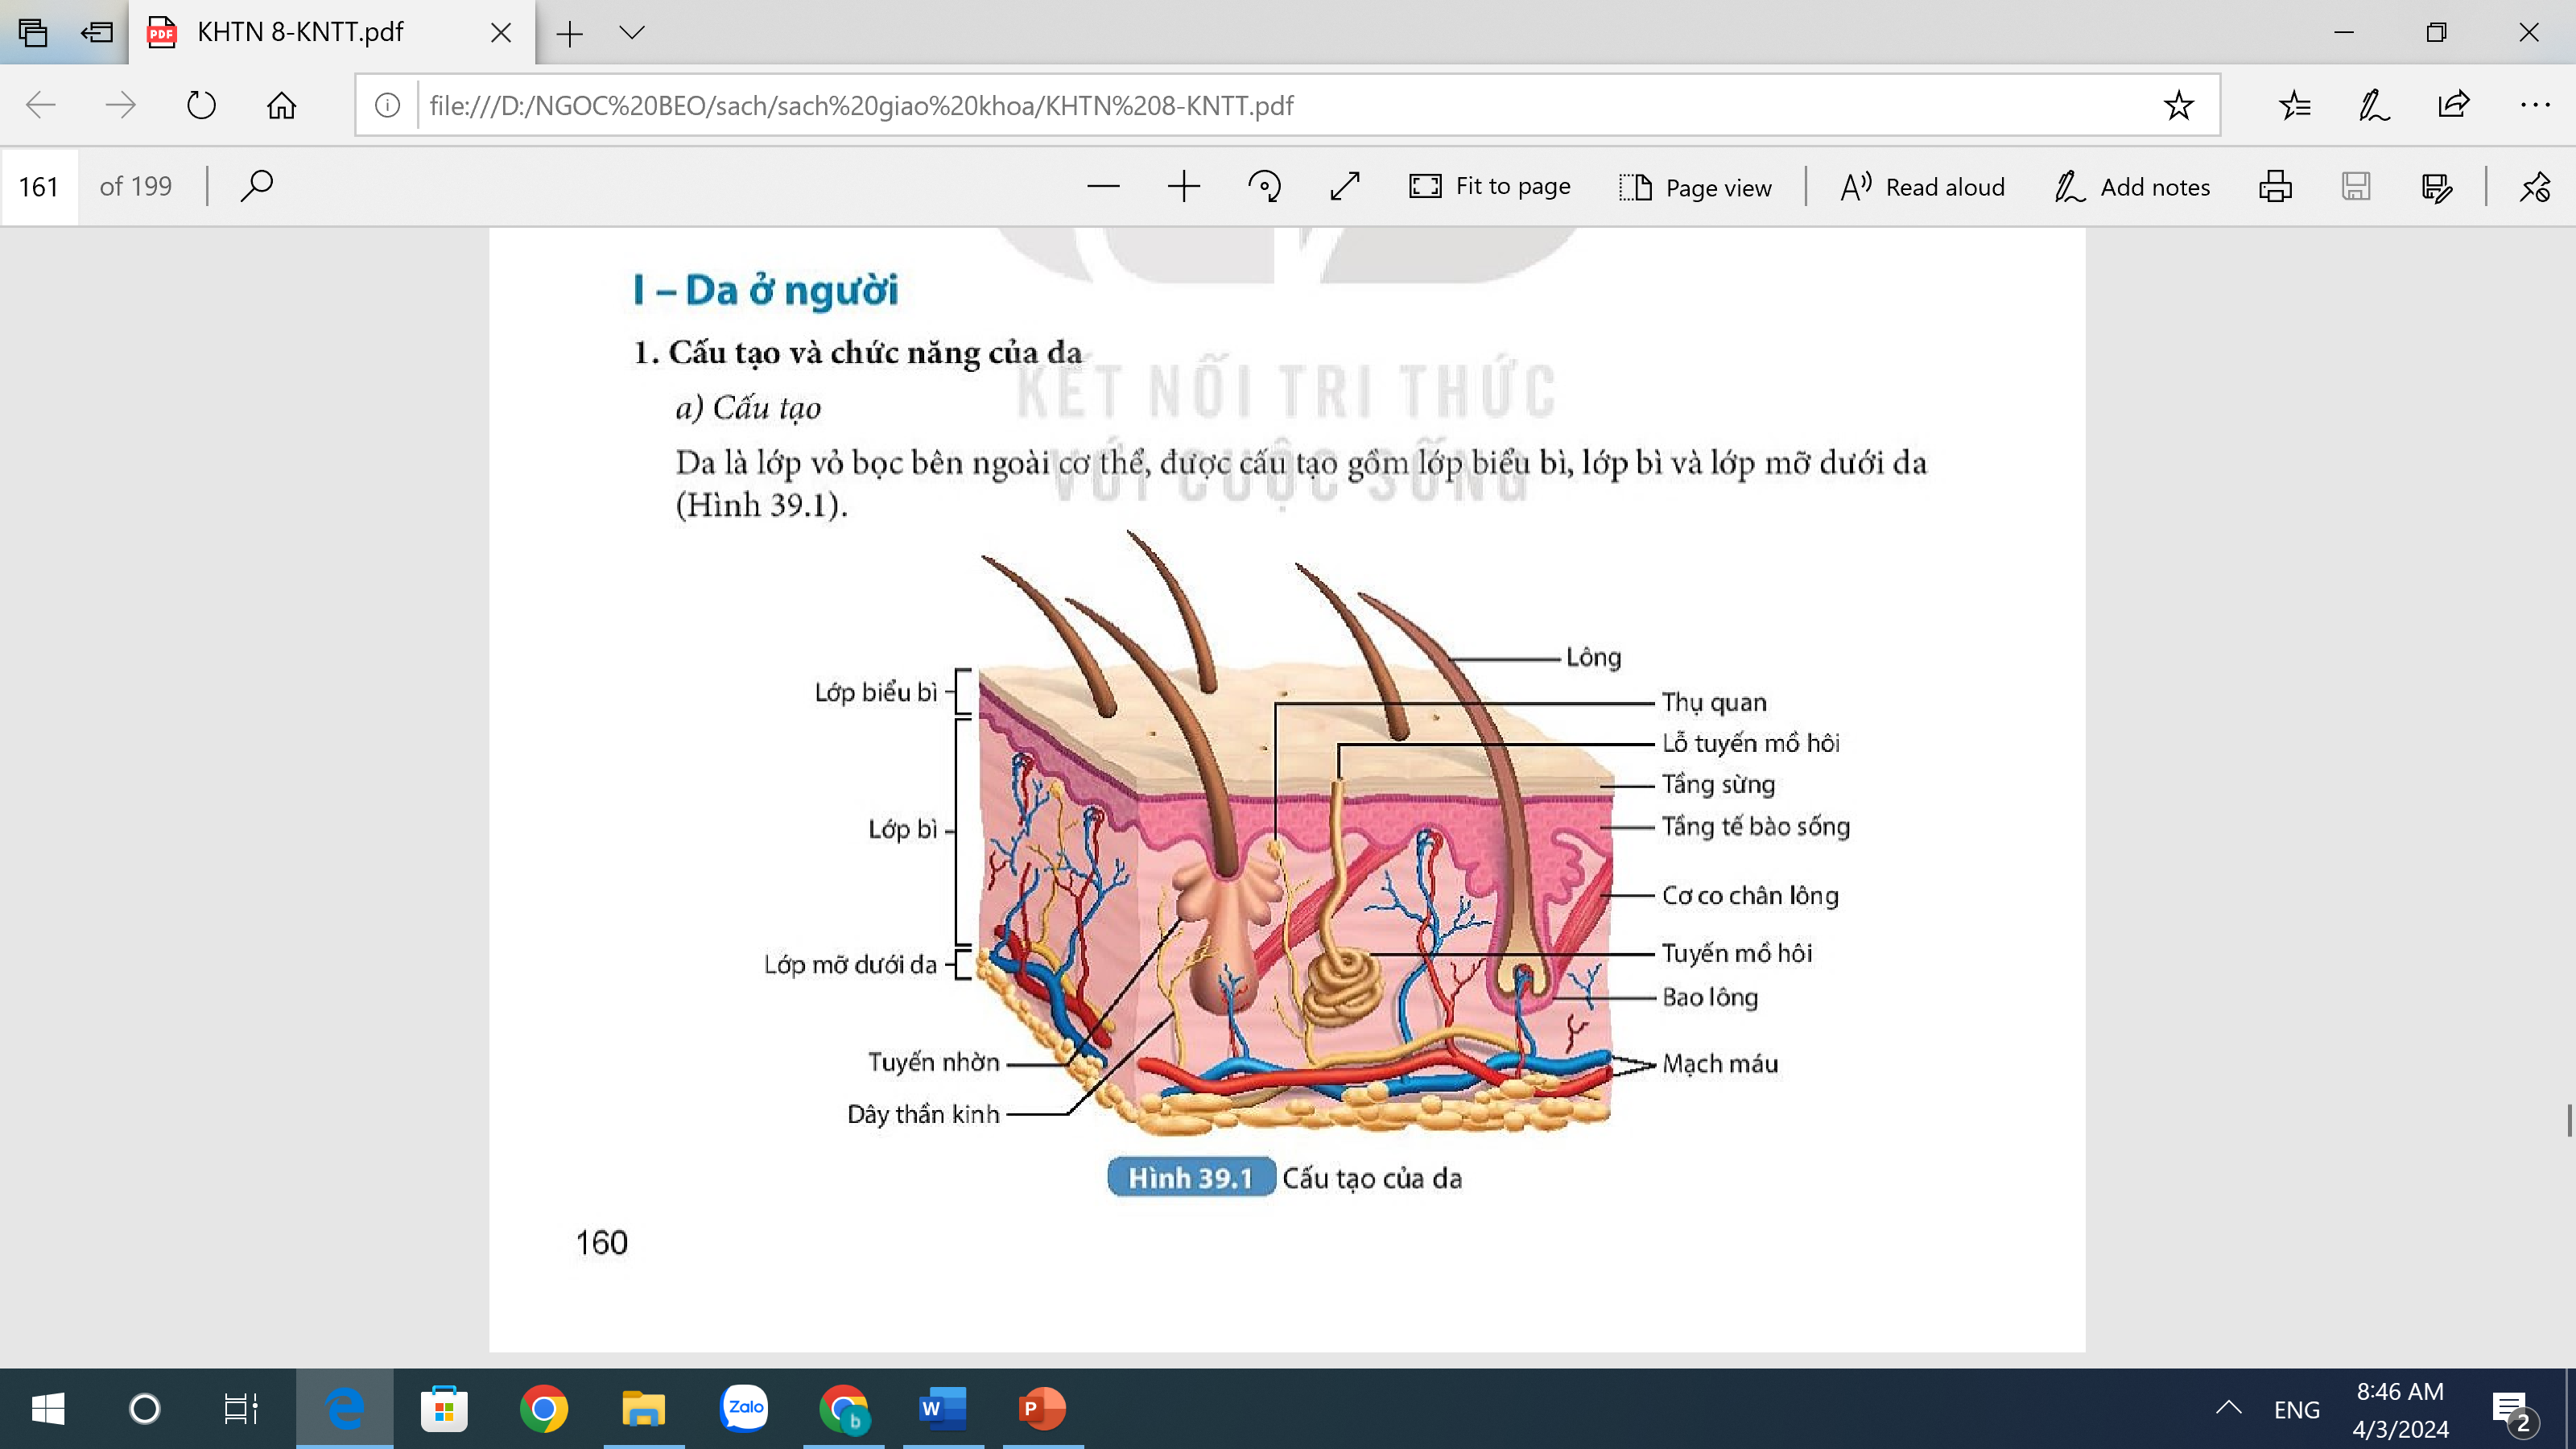 KHTN 8-KNTT.pdf
file:///D:/NGOC%20BEO/sach/sach%20giao%20khoa/KHTN%208-KNTT.pdf
161 of 199
Fit to page
Page view
Read aloud
Add notes
I – Da ở người
1. Cấu tạo và chức năng của da
KẾT NỐI TRI THỨC
a) Cấu tạo
Da là lớp vỏ bọc bên ngoài cơ thể, được cấu tạo gồm lớp biểu bì, lớp bì và lớp mỡ dưới da
VỚI CUỘC SỐNG
(Hình 39.1).
Lớp biểu bì
Lớp bì
Lớp mỡ dưới da
Tuyến nhờn
Dây thần kinh
Lông
Thụ quan
Lỗ tuyến mồ hôi
Tầng sừng
Tầng tế bào sống
Cơ co chân lông
Tuyến mồ hôi
Bao lông
Mạch máu
Hình 39.1 Cấu tạo của da
160
PDF
Zalo
b
W
P
ENG
8:46 AM
4/3/2024
2